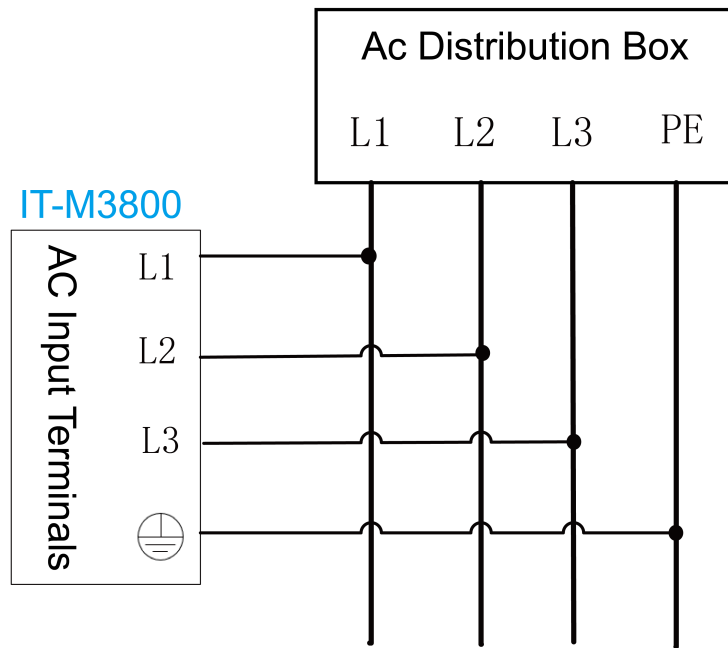 Ac Distribution Box
L1 L2 L3 PE
IT-M3800
AC Input Terminals
L1
L2
L3